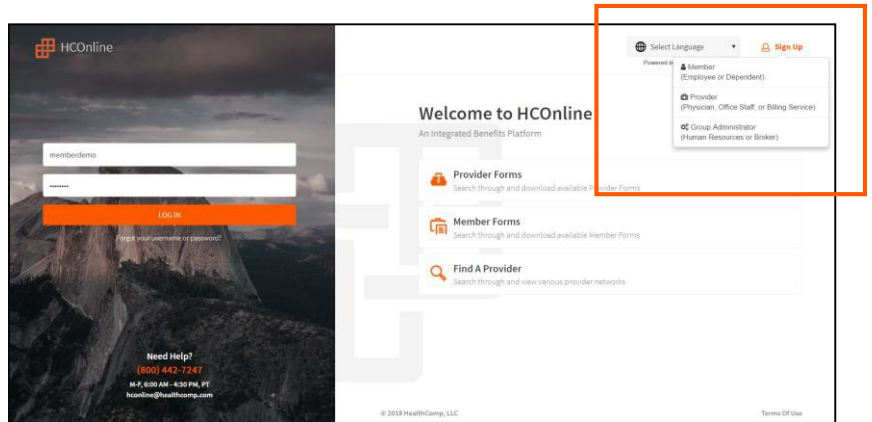 HCOnline
memberdemo
LOG IN
Forgot your username or password?
Need Help?
(800) 442-7247
M-F, 6:00 AM - 4:30 PM, PT
hconline@healthcomp.com
Select Language
Sign Up
Powered
Member
(Employee or Dependent)
Provider
(Physician, Office Staff, or Billing Service)
Group Administrator
(Human Resources or Broker)
Welcome to HCOnline
An Integrated Benefits Platform
Provider Forms
Search through and download available Provider Forms
Member Forms
Search through and download available Member Forms
Find A Provider
Search through and view various provider networks
© 2018 HealthComp, LLC
Terms Of Use